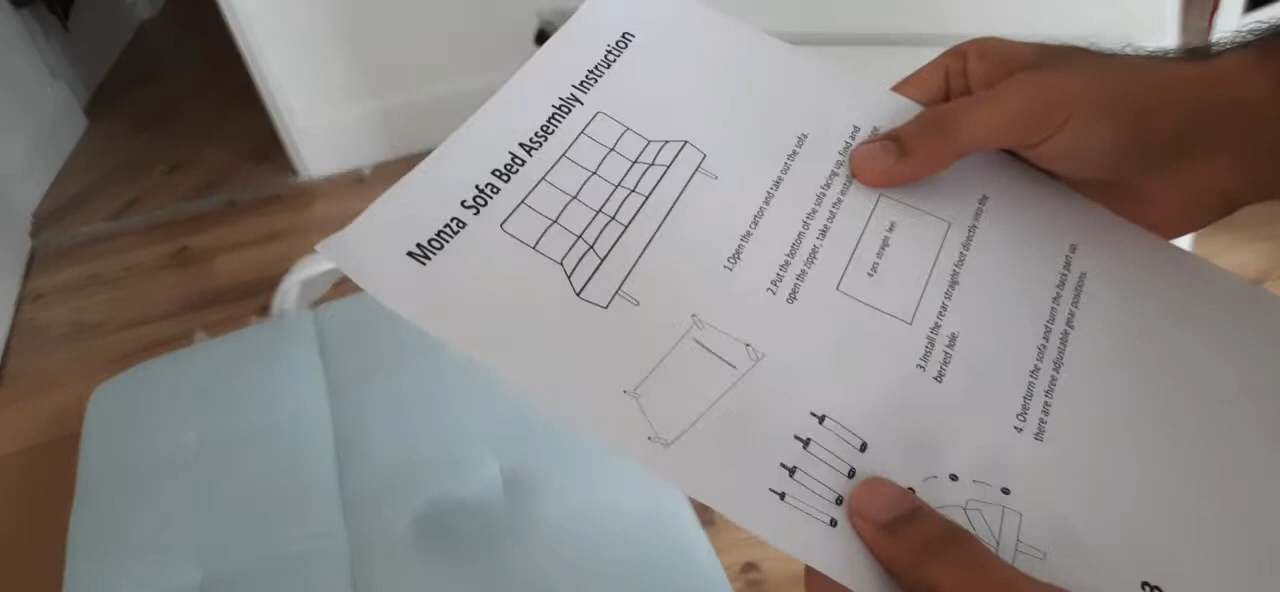 Monza Sofa Bed Assembly Instruction
1.Open the carton and take out the sofa.
2.Put the bottom of the sofa facing up, find and
open the zipper, take out the
4 pcs straight feet
3.Install the rear straight foot directly into the
beried hole.
4. Overturn the sofa and turn the back part up,
there are three adjustable gear positions.
3